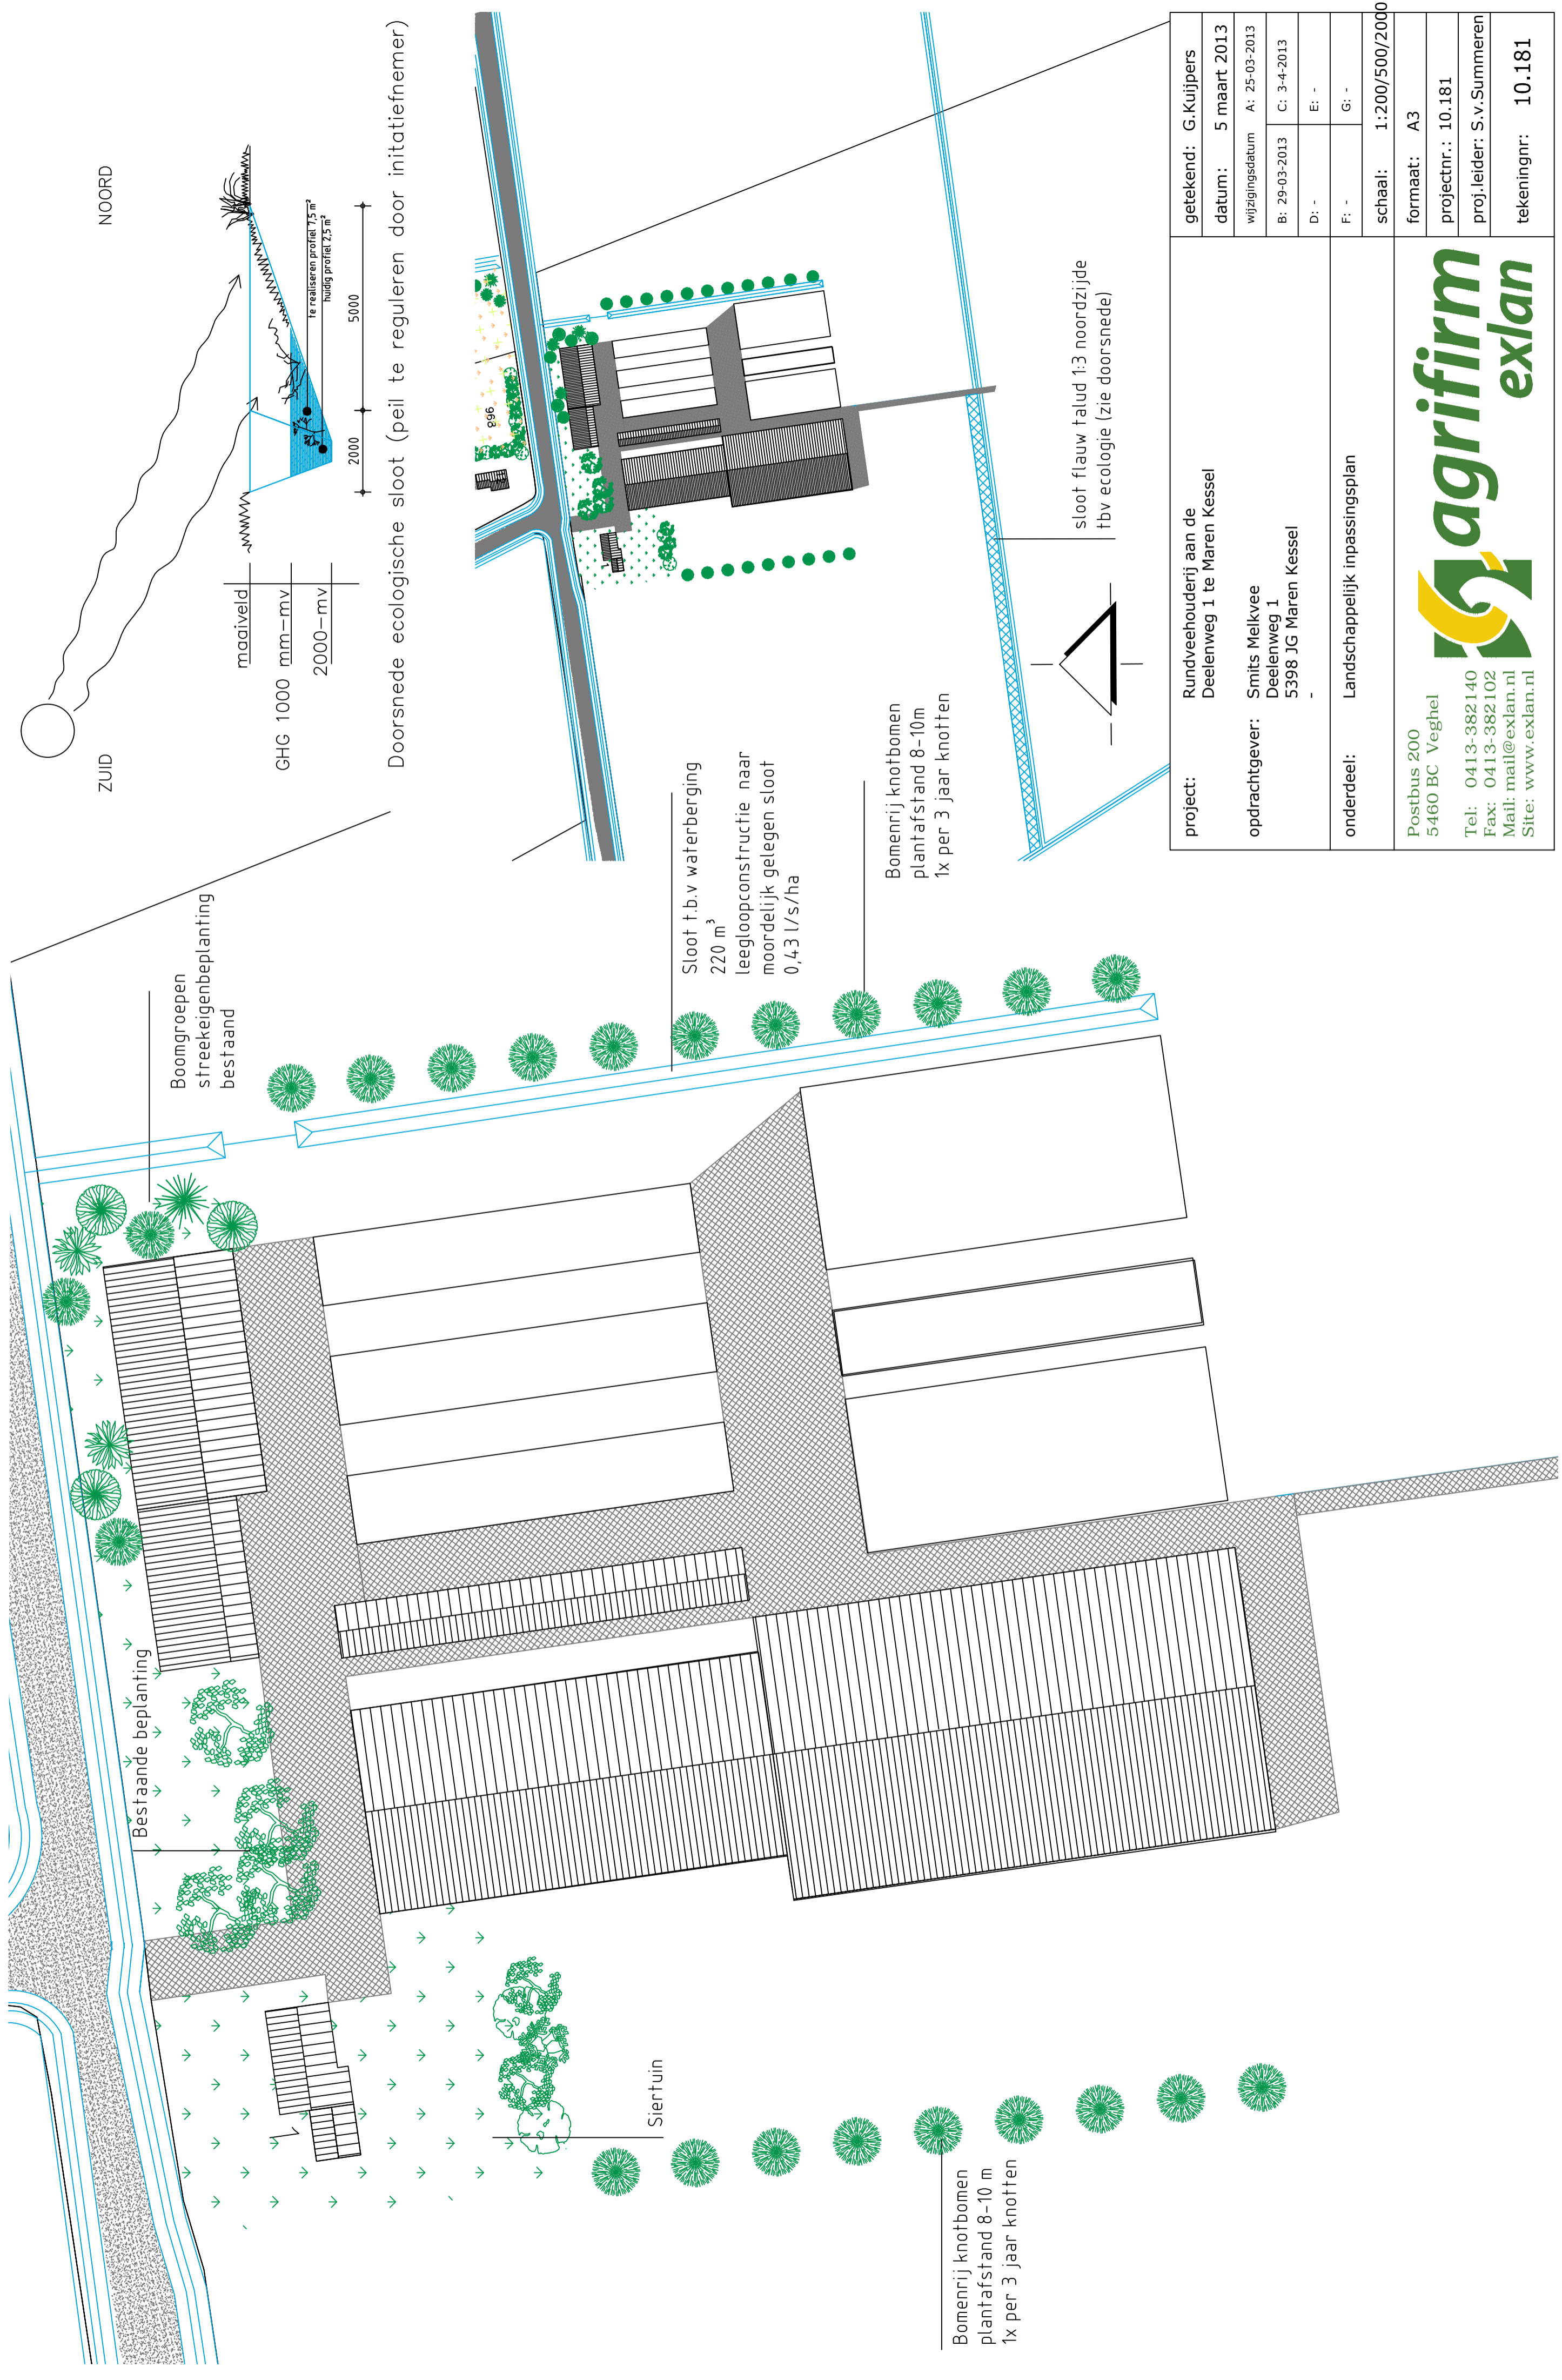 ZUID
NOORD
maaiveld
GHG 1000 mm-mv
2000-mv
te realiseren profiel 7,5 m²
huidig profiel 2,5 m²
2000
5000
Doorsnede ecologische sloot (peil te reguleren door initatiefnemer)
Boomgroepen
streekeigenbeplanting
bestaand
Bestaande beplanting
Sloot t.b.v waterberging
220 m³
leegloopconstructie naar
moordelijk gelegen sloot
0,43 l/s/ha
Bomenrij knotbomen
plantafstand 8-10m
1x per 3 jaar knotten
Siertuin
1
Bomenrij knotbomen
plantafstand 8-10 m
1x per 3 jaar knotten
896
sloot flauw talud 1:3 noordzijde
tbv ecologie (zie doorsnede)
project: Rundveehouderij aan de
Deelenweg 1 te Maren Kessel
opdrachtgever: Smits Melkvee
Deelenweg 1
5398 JG Maren Kessel
-
onderdeel: Landschappelijk inpassingsplan
getekend: G.Kuijpers
datum: 5 maart 2013
wijzigingsdatum A: 25-03-2013
B: 29-03-2013 C: 3-4-2013
D: - E: -
F: - G: -
schaal: 1:200/500/2000
formaat: A3
projectnr.: 10.181
proj.leider: S.v.Summeren
tekeningnr: 10.181
Postbus 200
5460 BC Veghel
Tel: 0413-382140
Fax: 0413-382102
Mail: mail@exlan.nl
Site: www.exlan.nl
agrifirm
exlan